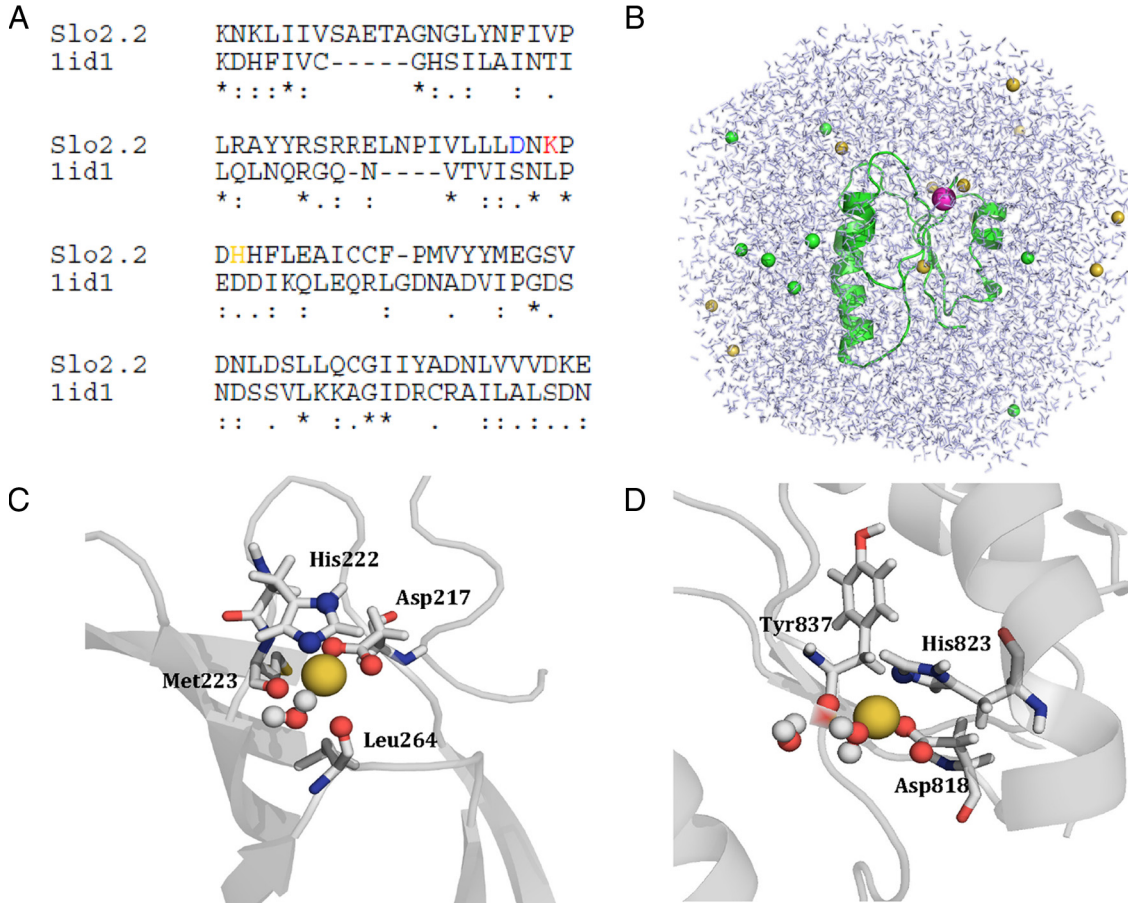 A
Slo2.2 KNKLIIVSAETAGNGLYNFIVP
1id1 KDHFIVC-----GHSILAINTI
*:::*: *:.: : .
Slo2.2 LRAYYRSRRELNPIVLLLDNKP
1id1 LQLNQRGQ-N----VTVISNLP
*: *.: : * ::.* *
Slo2.2 DHHFLEAICCF-PMVYYMEGSV
1id1 EDDIKQLEQRLGDNADVIPGDS
:..: : : . : *.
Slo2.2 DNLDSLLQCGIIYADNLVVVDKE
1id1 NDSSVLKKAGIDRCRAILALSDN
:: . * :.** . ::.:..:
B
C
His222
Asp217
Met223
Leu264
D
Tyr837
His823
Asp818